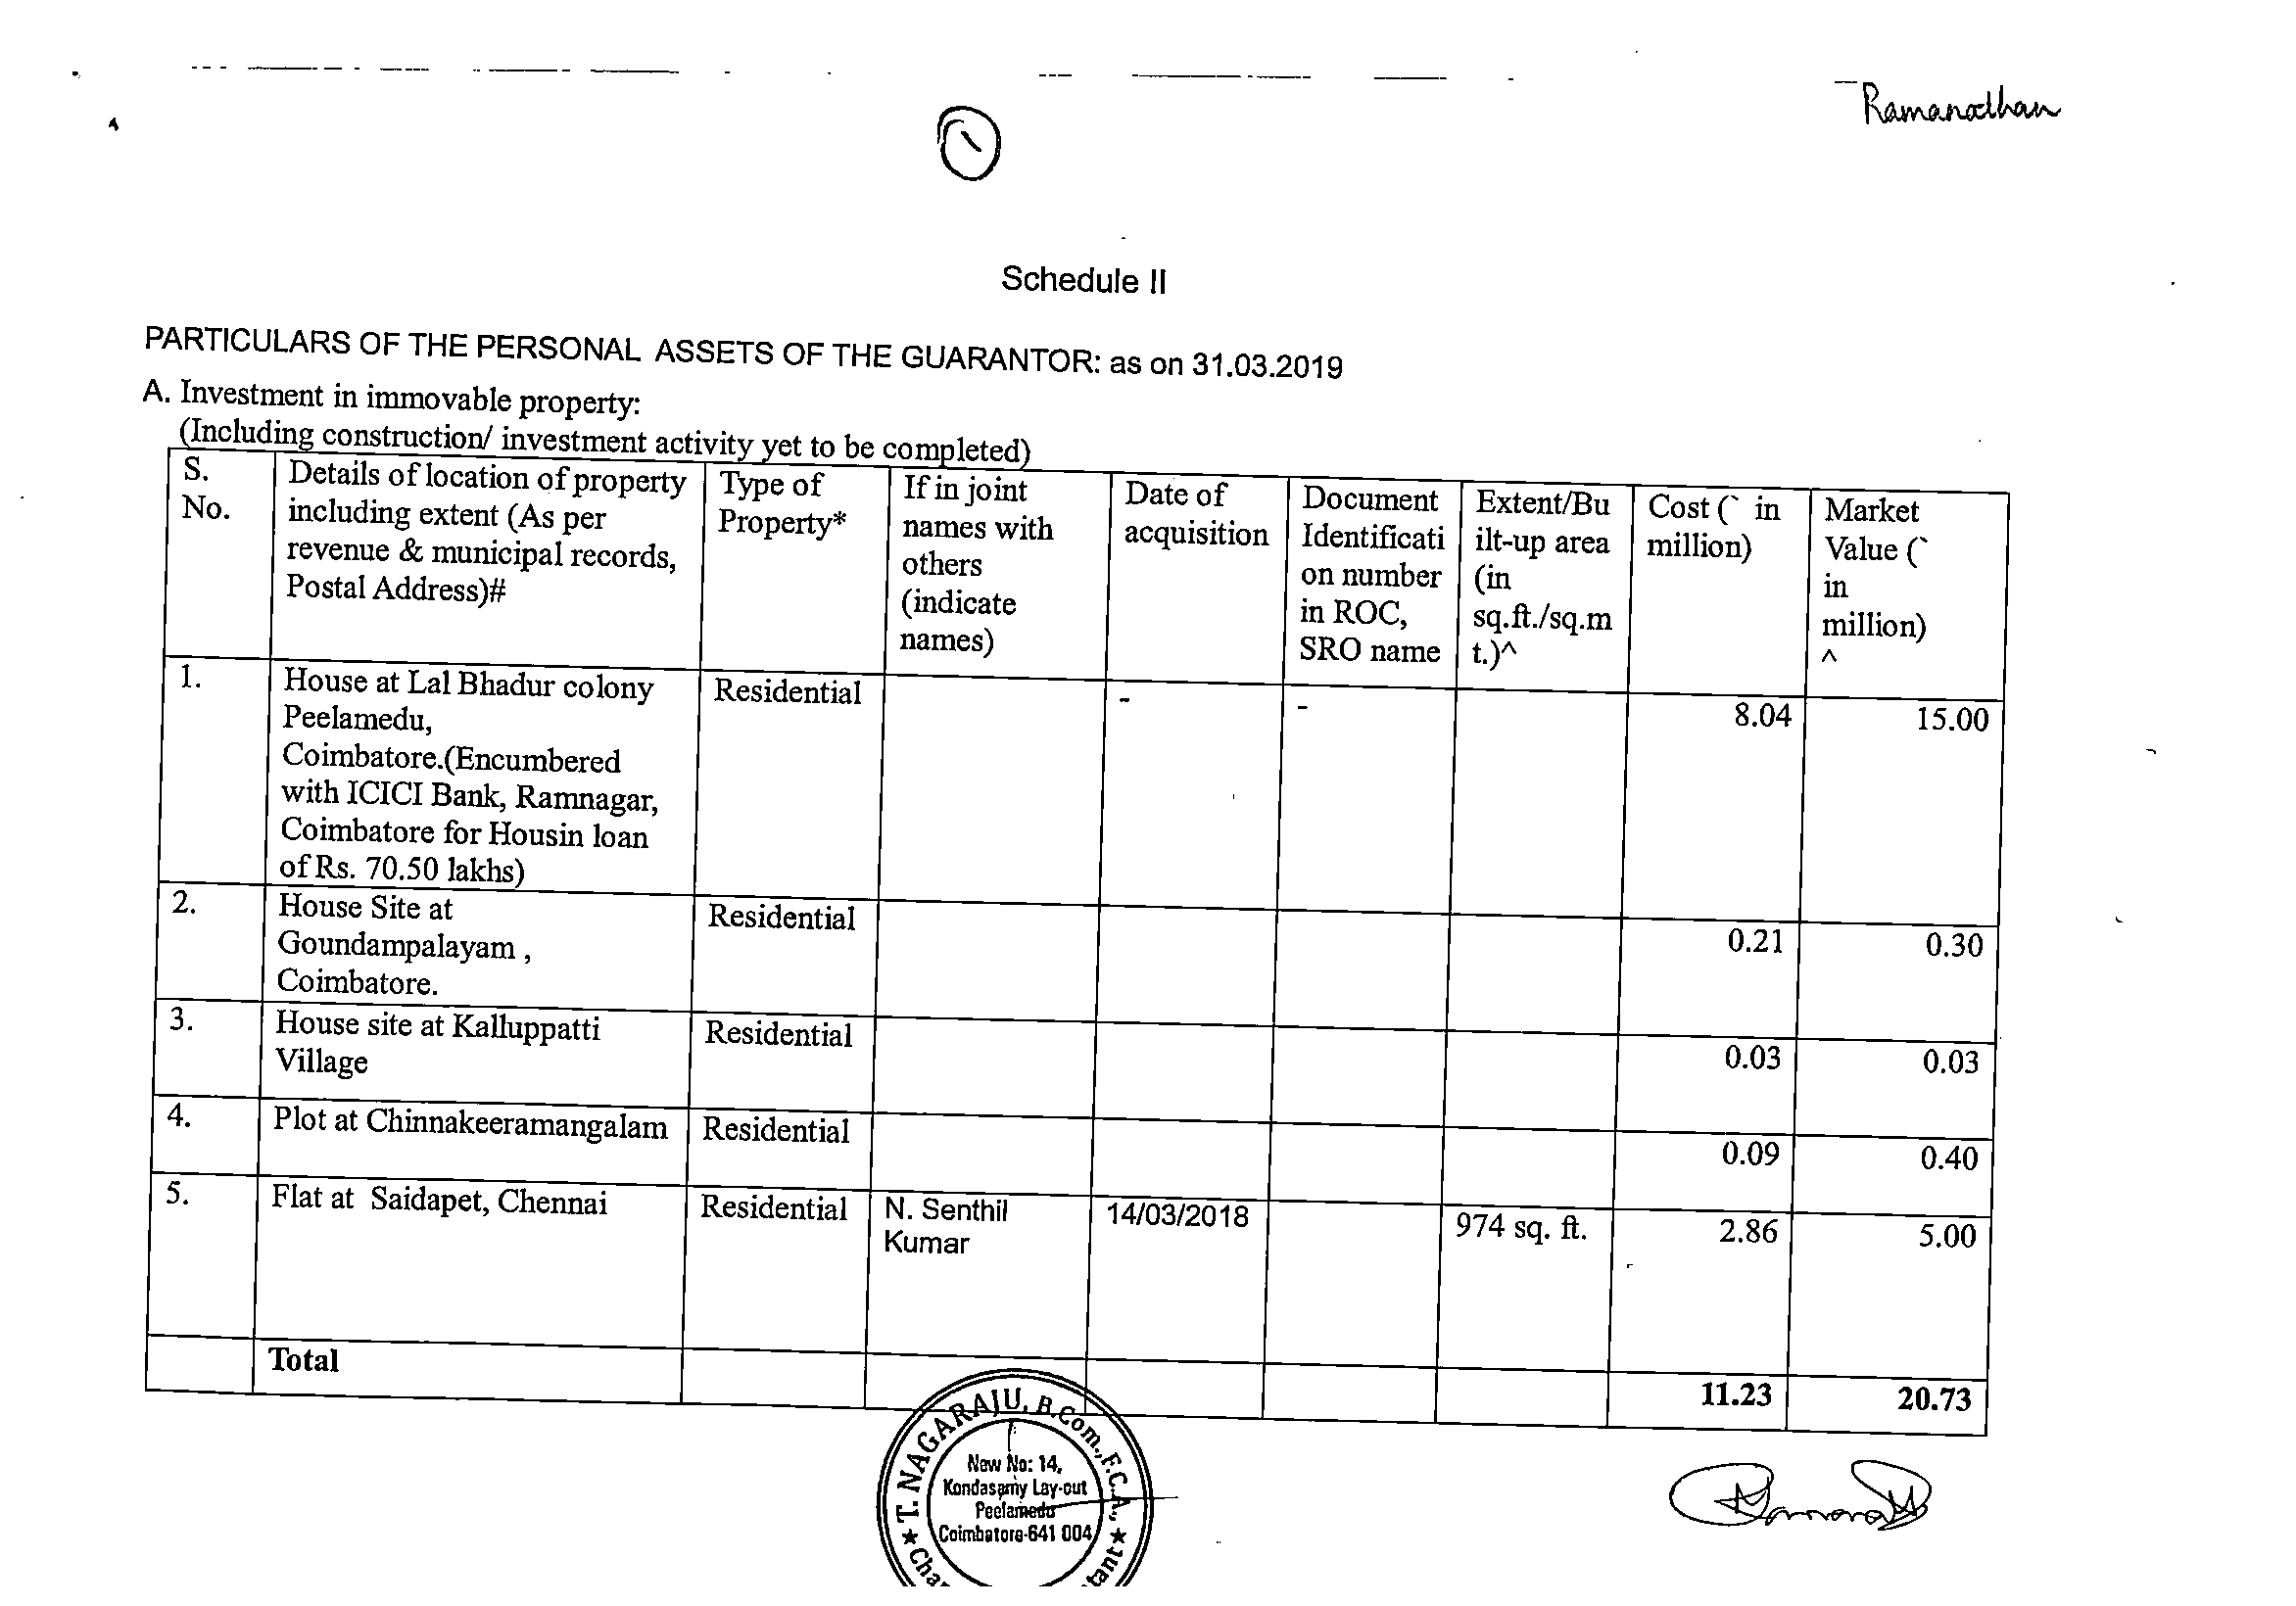 Ramanathan
Schedule II
PARTICULARS OF THE PERSONAL ASSETS OF THE GUARANTOR: as on 31.03.2019
A. Investment in immovable property:
(Including construction/ investment activity yet to be completed)
S. No. Details of location of property including extent (As per revenue & municipal records, Postal Address)# Type of Property* If in joint names with others (indicate names) Date of acquisition Document Identificati on number in ROC, SRO name Extent/Bu ilt-up area (in sq.ft./sq.m t.)^ Cost (` in million) Market Value (` in million) ^
1. House at Lal Bhadur colony Peelamedu, Coimbatore.(Encumbered with ICICI Bank, Ramnagar, Coimbatore for Housin loan of Rs. 70.50 lakhs) Residential - - 8.04 15.00
2. House Site at Goundampalayam , Coimbatore. Residential 0.21 0.30
3. House site at Kalluppatti Village Residential 0.03 0.03
4. Plot at Chinnakeeramangalam Residential 0.09 0.40
5. Flat at Saidapet, Chennai Residential N. Senthil Kumar 14/03/2018 974 sq. ft. 2.86 5.00
Total 11.23 20.73
T. NAGARAJU, B.Com.,F.C.A.,
New No: 14,
Kondasamy Lay-out
Peelamedu
Coimbatore-641 004